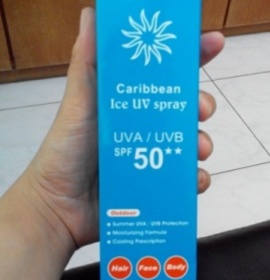 Caribbean
Ice UV spray
UVA / UVB
SPF 50**
Outdoor
Summer UVA / UVB Protection
Moisturizing Formula
Cooling Prescription
Hair Face Body